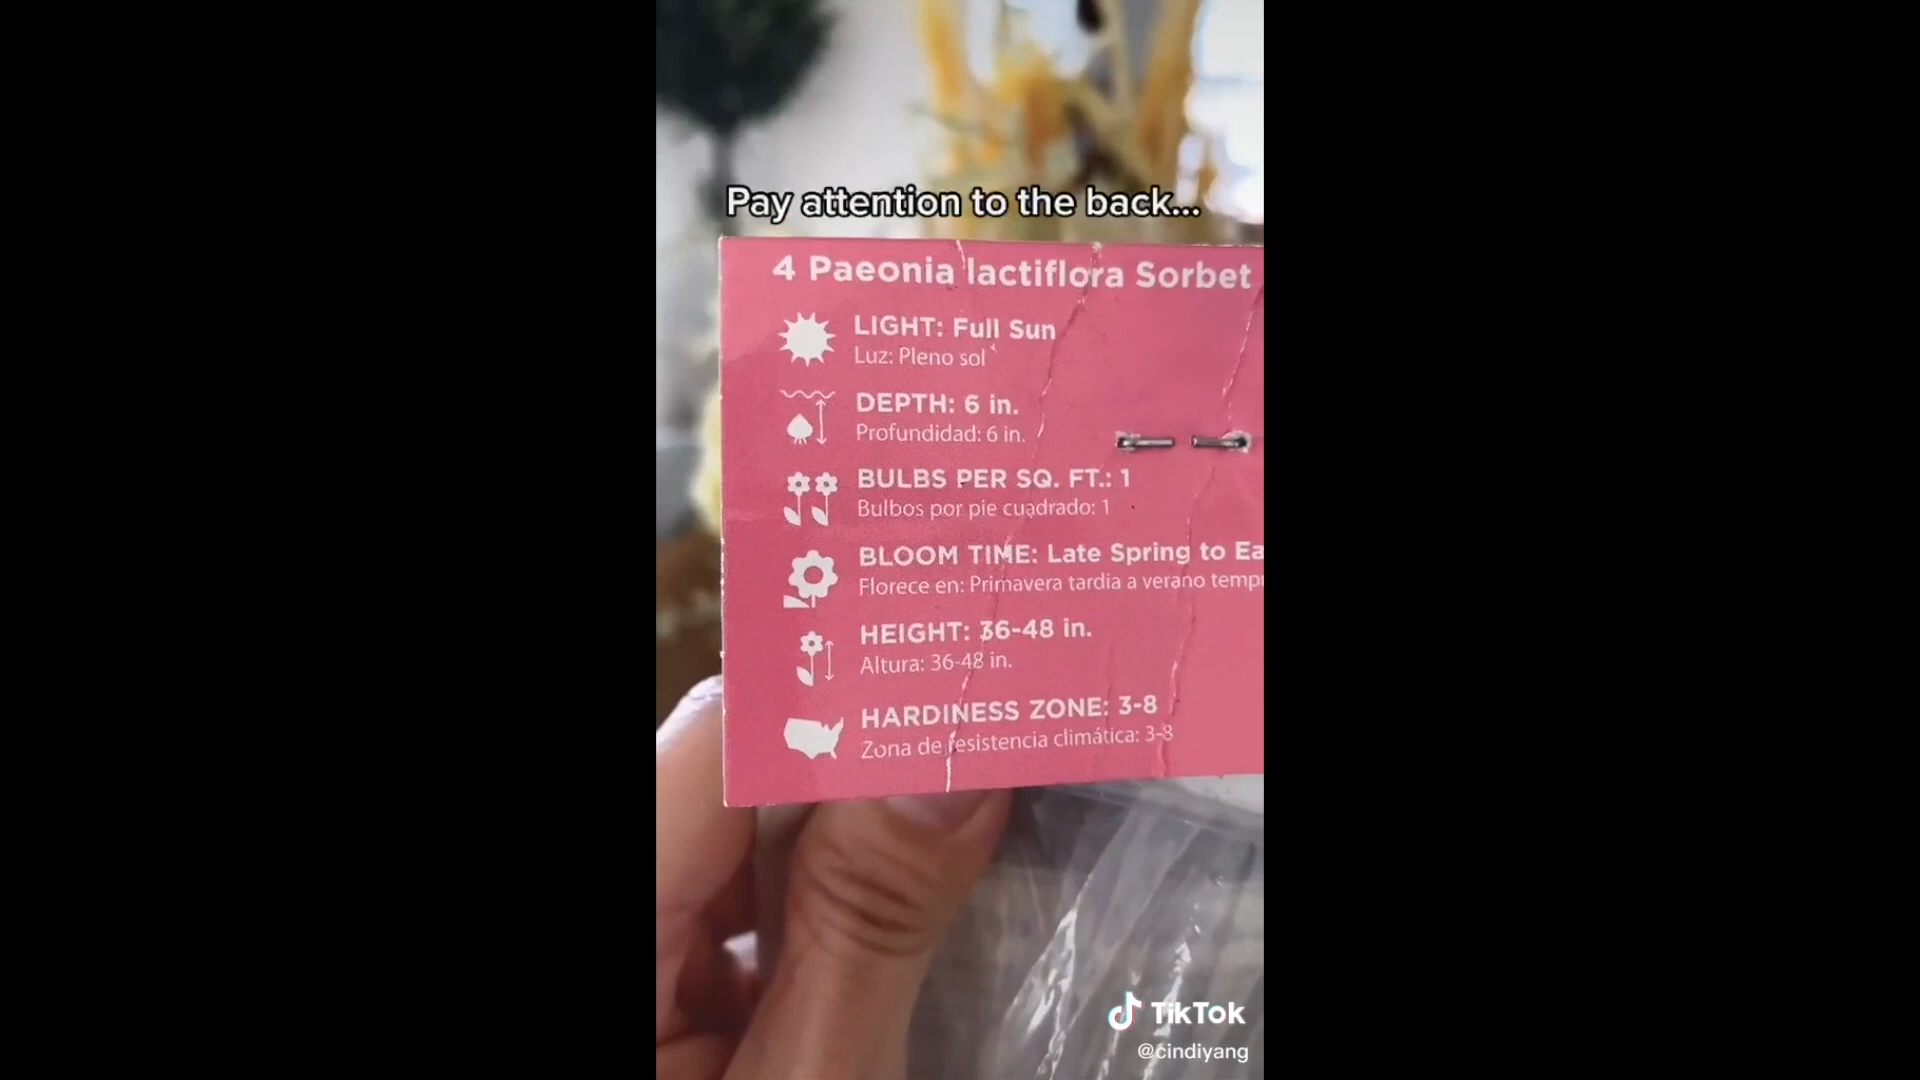 Pay attention to the back...
4 Paeonia lactiflora Sorbet
LIGHT: Full Sun
Luz: Pleno sol
DEPTH: 6 in.
Profundidad: 6 in.
BULBS PER SQ. FT.: 1
Bulbos por pie cuadrado: 1
BLOOM TIME: Late Spring to Ea
Florece en: Primavera tardia a verano temp
HEIGHT: 36-48 in.
Altura: 36-48 in.
HARDINESS ZONE: 3-8
Zona de resistencia climática: 3-8
TikTok
@cindiyang